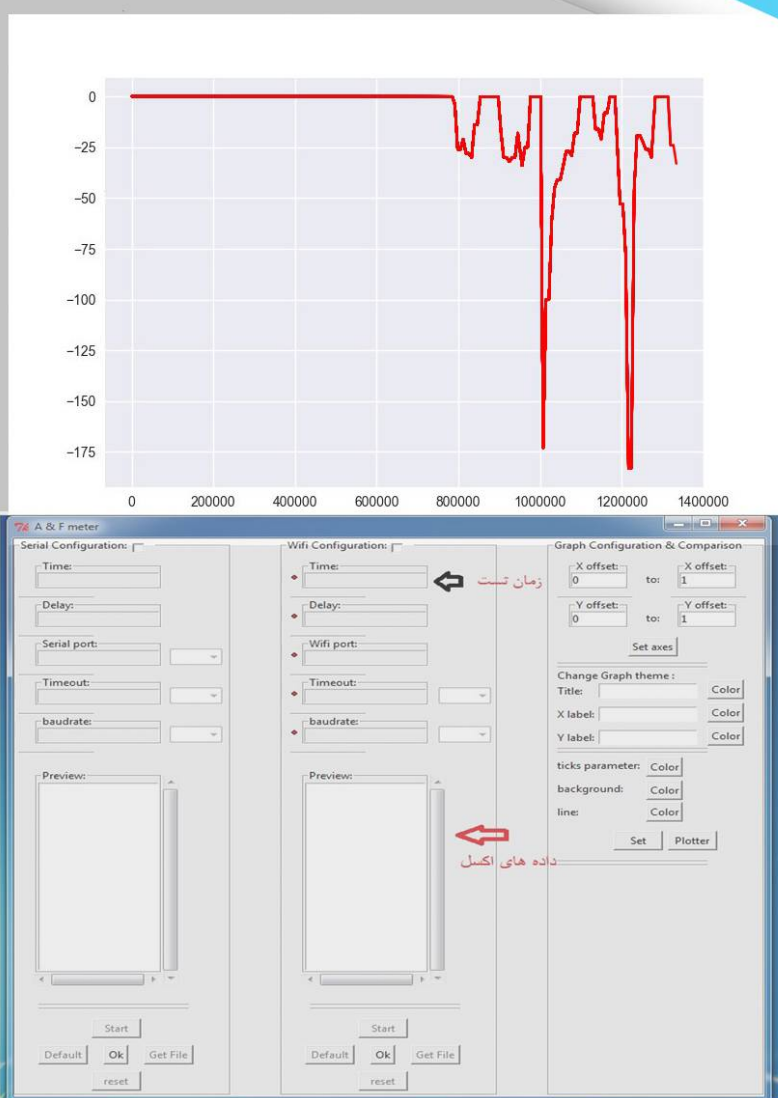 0
−25
−50
−75
−100
−125
−150
−175
0 200000 400000 600000 800000 1000000 1200000 1400000
A & F meter
Serial Configuration:
Time:
Delay:
Serial port:
Timeout:
baudrate:
Preview:
Start
Default Ok Get File
reset
Wifi Configuration:
Time:
زمان تست
Delay:
Wifi port:
Timeout:
baudrate:
Preview:
داده های اکسل
Start
Default Ok Get File
reset
Graph Configuration & Comparison
X offset: X offset:
0 to: 1
Y offset: Y offset:
0 to: 1
Set axes
Change Graph theme :
Title: Color
X label: Color
Y label: Color
ticks parameter: Color
background: Color
line: Color
Set Plotter